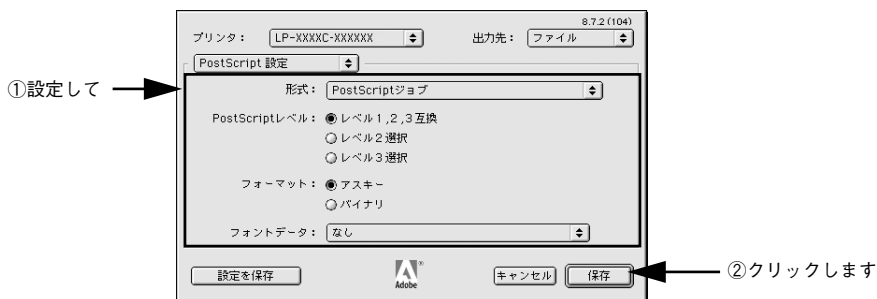 8.7.2 (104)
プリンタ： LP-XXXXC-XXXXXX 出力先： ファイル
PostScript 設定
①設定して
形式： PostScriptジョブ
PostScriptレベル： レベル 1 ,2 ,3 互換
レベル 2 選択
レベル 3 選択
フォーマット： アスキー
バイナリ
フォントデータ： なし
設定を保存 Adobe ® キャンセル 保存
②クリックします